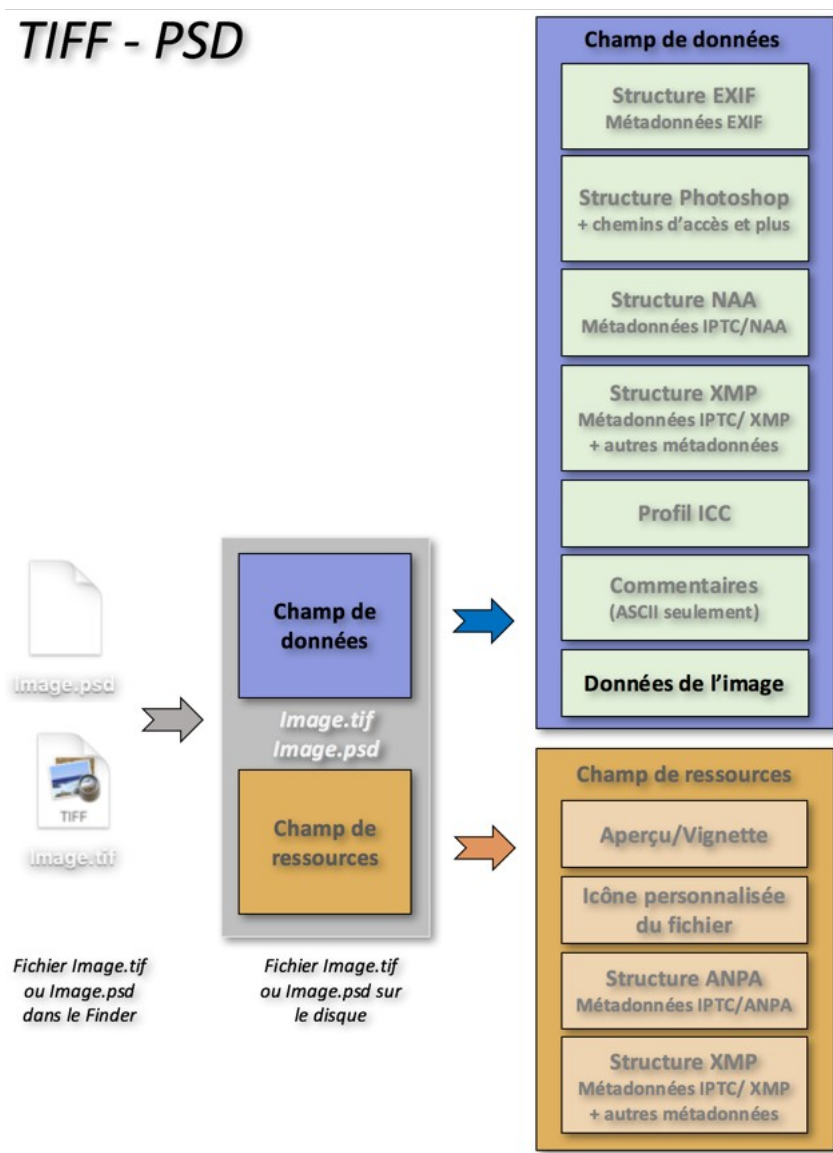 TIFF - PSD
Champ de données
Structure EXIF
Métadonnées EXIF
Structure Photoshop
+ chemins d’accès et plus
Structure NAA
Métadonnées IPTC/NAA
Structure XMP
Métadonnées IPTC/ XMP
+ autres métadonnées
Profil ICC
Commentaires
(ASCII seulement)
Données de l’image
Image.psd
TIFF
Image.tif
Champ de
données
Image.tif
Image.psd
Champ de
ressources
Champ de ressources
Aperçu/Vignette
Icône personnalisée
du fichier
Structure ANPA
Métadonnées IPTC/ANPA
Structure XMP
Métadonnées IPTC/ XMP
+ autres métadonnées
Fichier Image.tif
ou Image.psd
dans le Finder
Fichier Image.tif
ou Image.psd sur
le disque